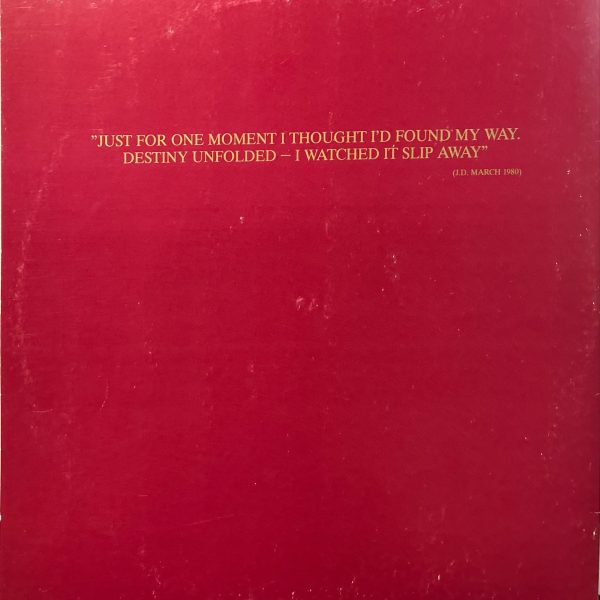 ”JUST FOR ONE MOMENT I THOUGHT I’D FOUND MY WAY.
DESTINY UNFOLDED – I WATCHED IT SLIP AWAY”
(J.D. MARCH 1980)